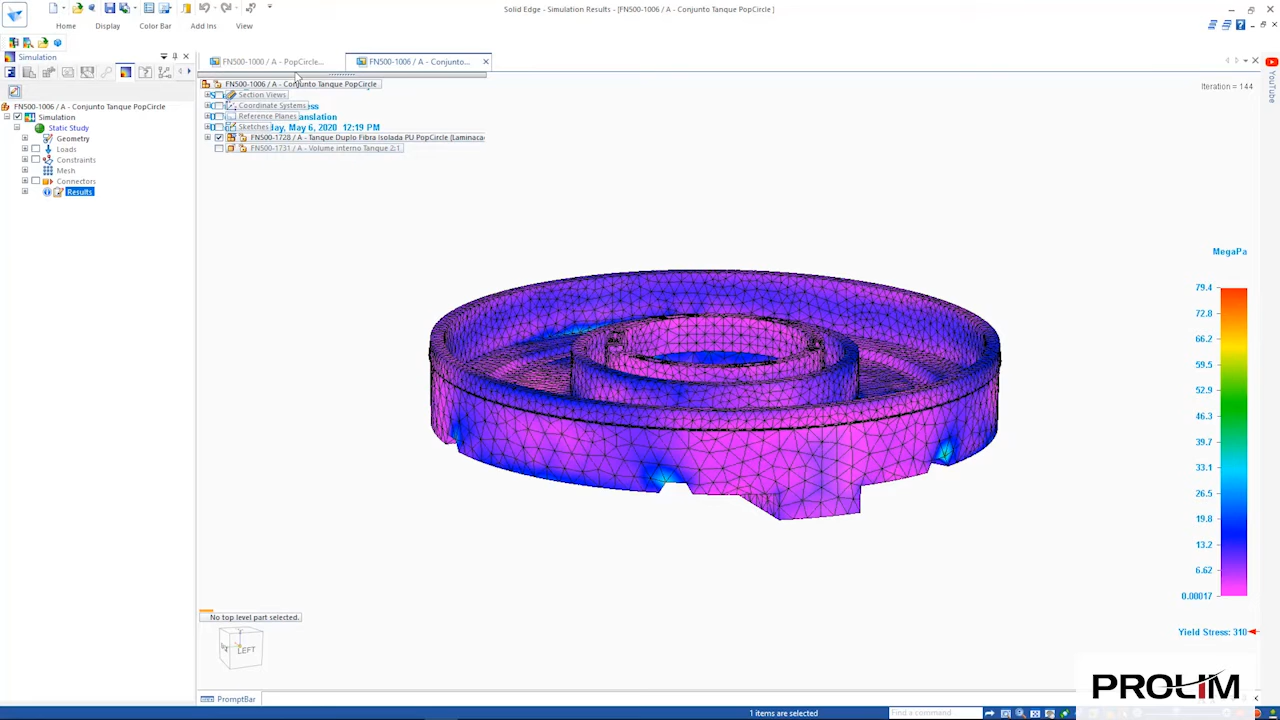 Solid Edge - Simulation Results - [FN500-1006 / A - Conjunto Tanque PopCircle ]
Home
Display
Color Bar
Add Ins
View
Simulation
FN500-1000 / A - PopCircle...
FN500-1006 / A - Conjunto...
FN500-1006 / A - Conjunto Tanque PopCircle
Simulation
Static Study
Geometry
Loads
Constraints
Mesh
Connectors
Results
FN500-1006 / A - Conjunto Tanque PopCircle
Section Views
Coordinate Systems
Reference Planes
Sketches
day, May 6, 2020 12:19 PM
FN500-1728 / A - Tanque Duplo Fibra Isolada PU PopCircle (Laminaca
FN500-1731 / A - Volume interno Tanque 2:1
Iteration = 144
YouTube
MegaPa
79.4
72.8
66.2
59.5
52.9
46.3
39.7
33.1
26.5
19.8
13.2
6.62
0.00017
Yield Stress: 310
No top level part selected.
LEFT
PROLIM
PromptBar
1 items are selected
Find a command